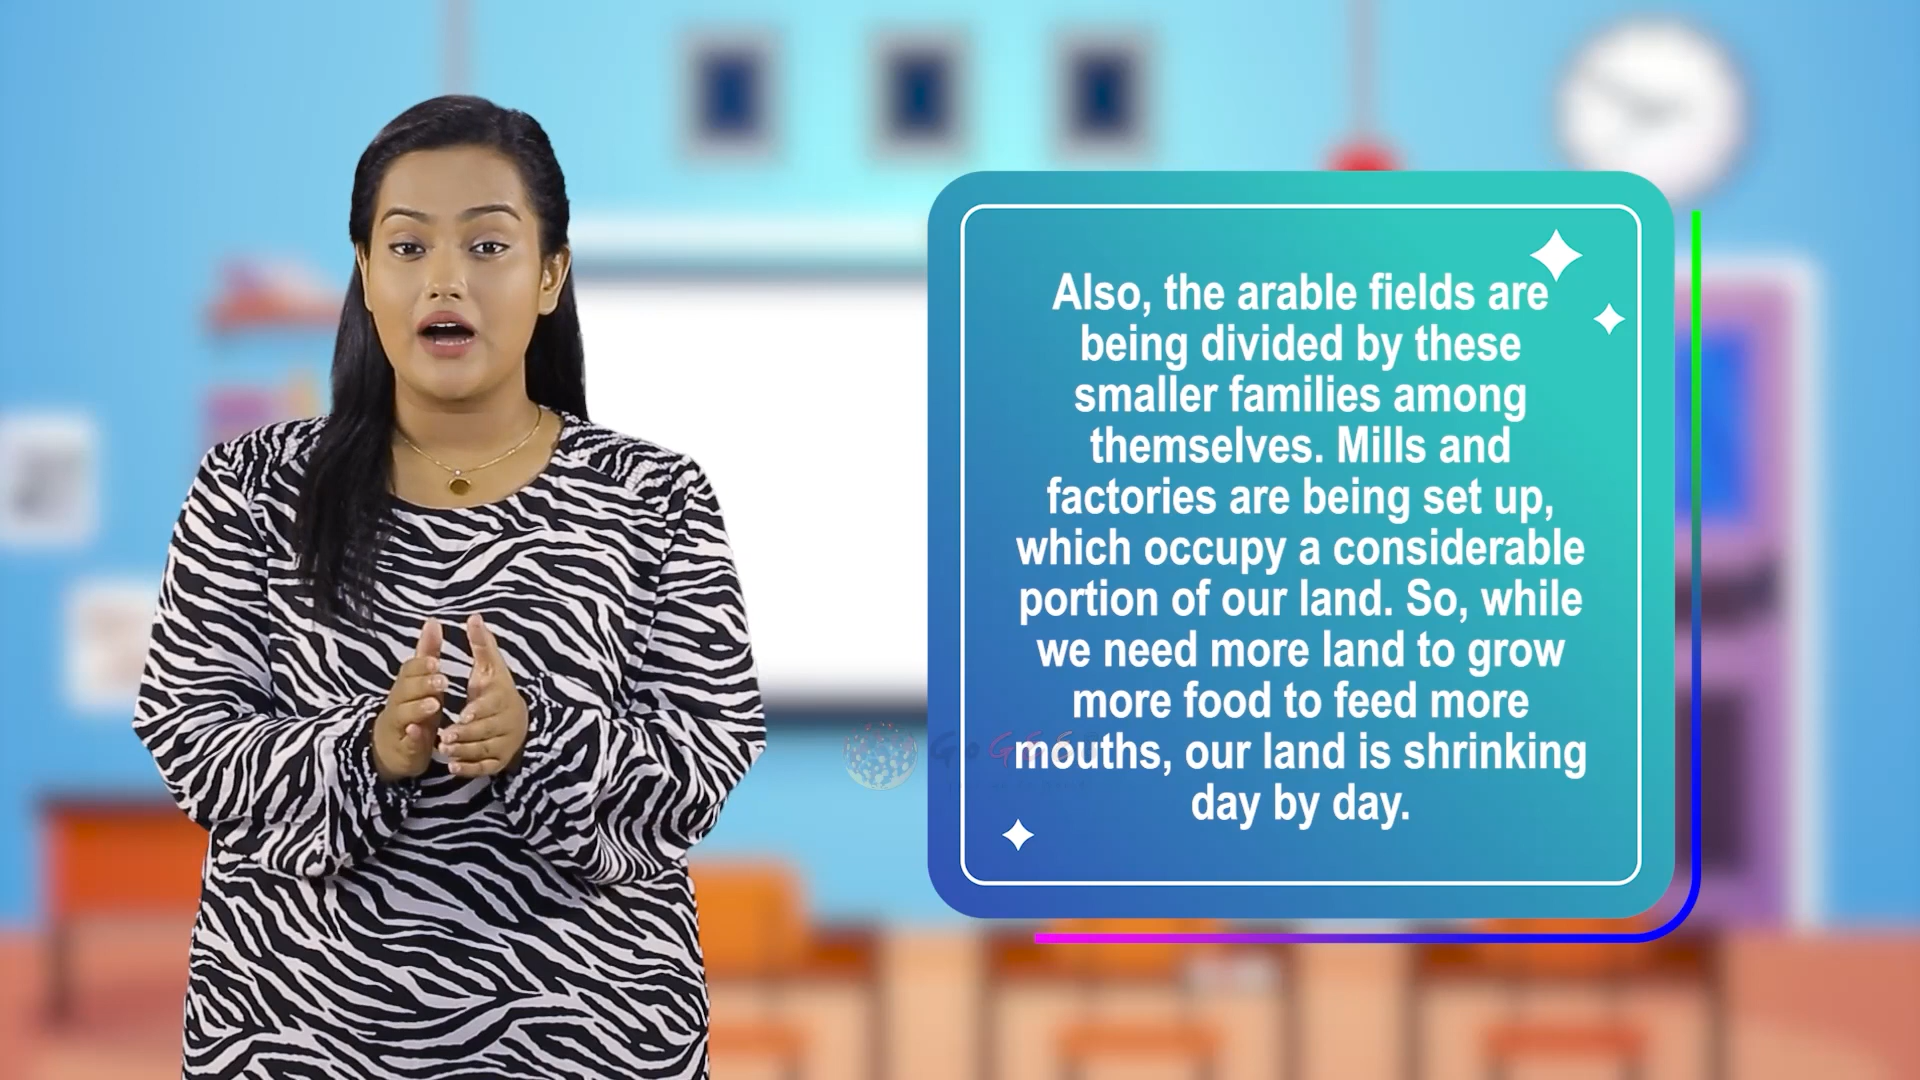 Also, the arable fields are
being divided by these
smaller families among
themselves. Mills and
factories are being set up,
which occupy a considerable
portion of our land. So, while
we need more land to grow
more food to feed more
mouths, our land is shrinking
day by day.